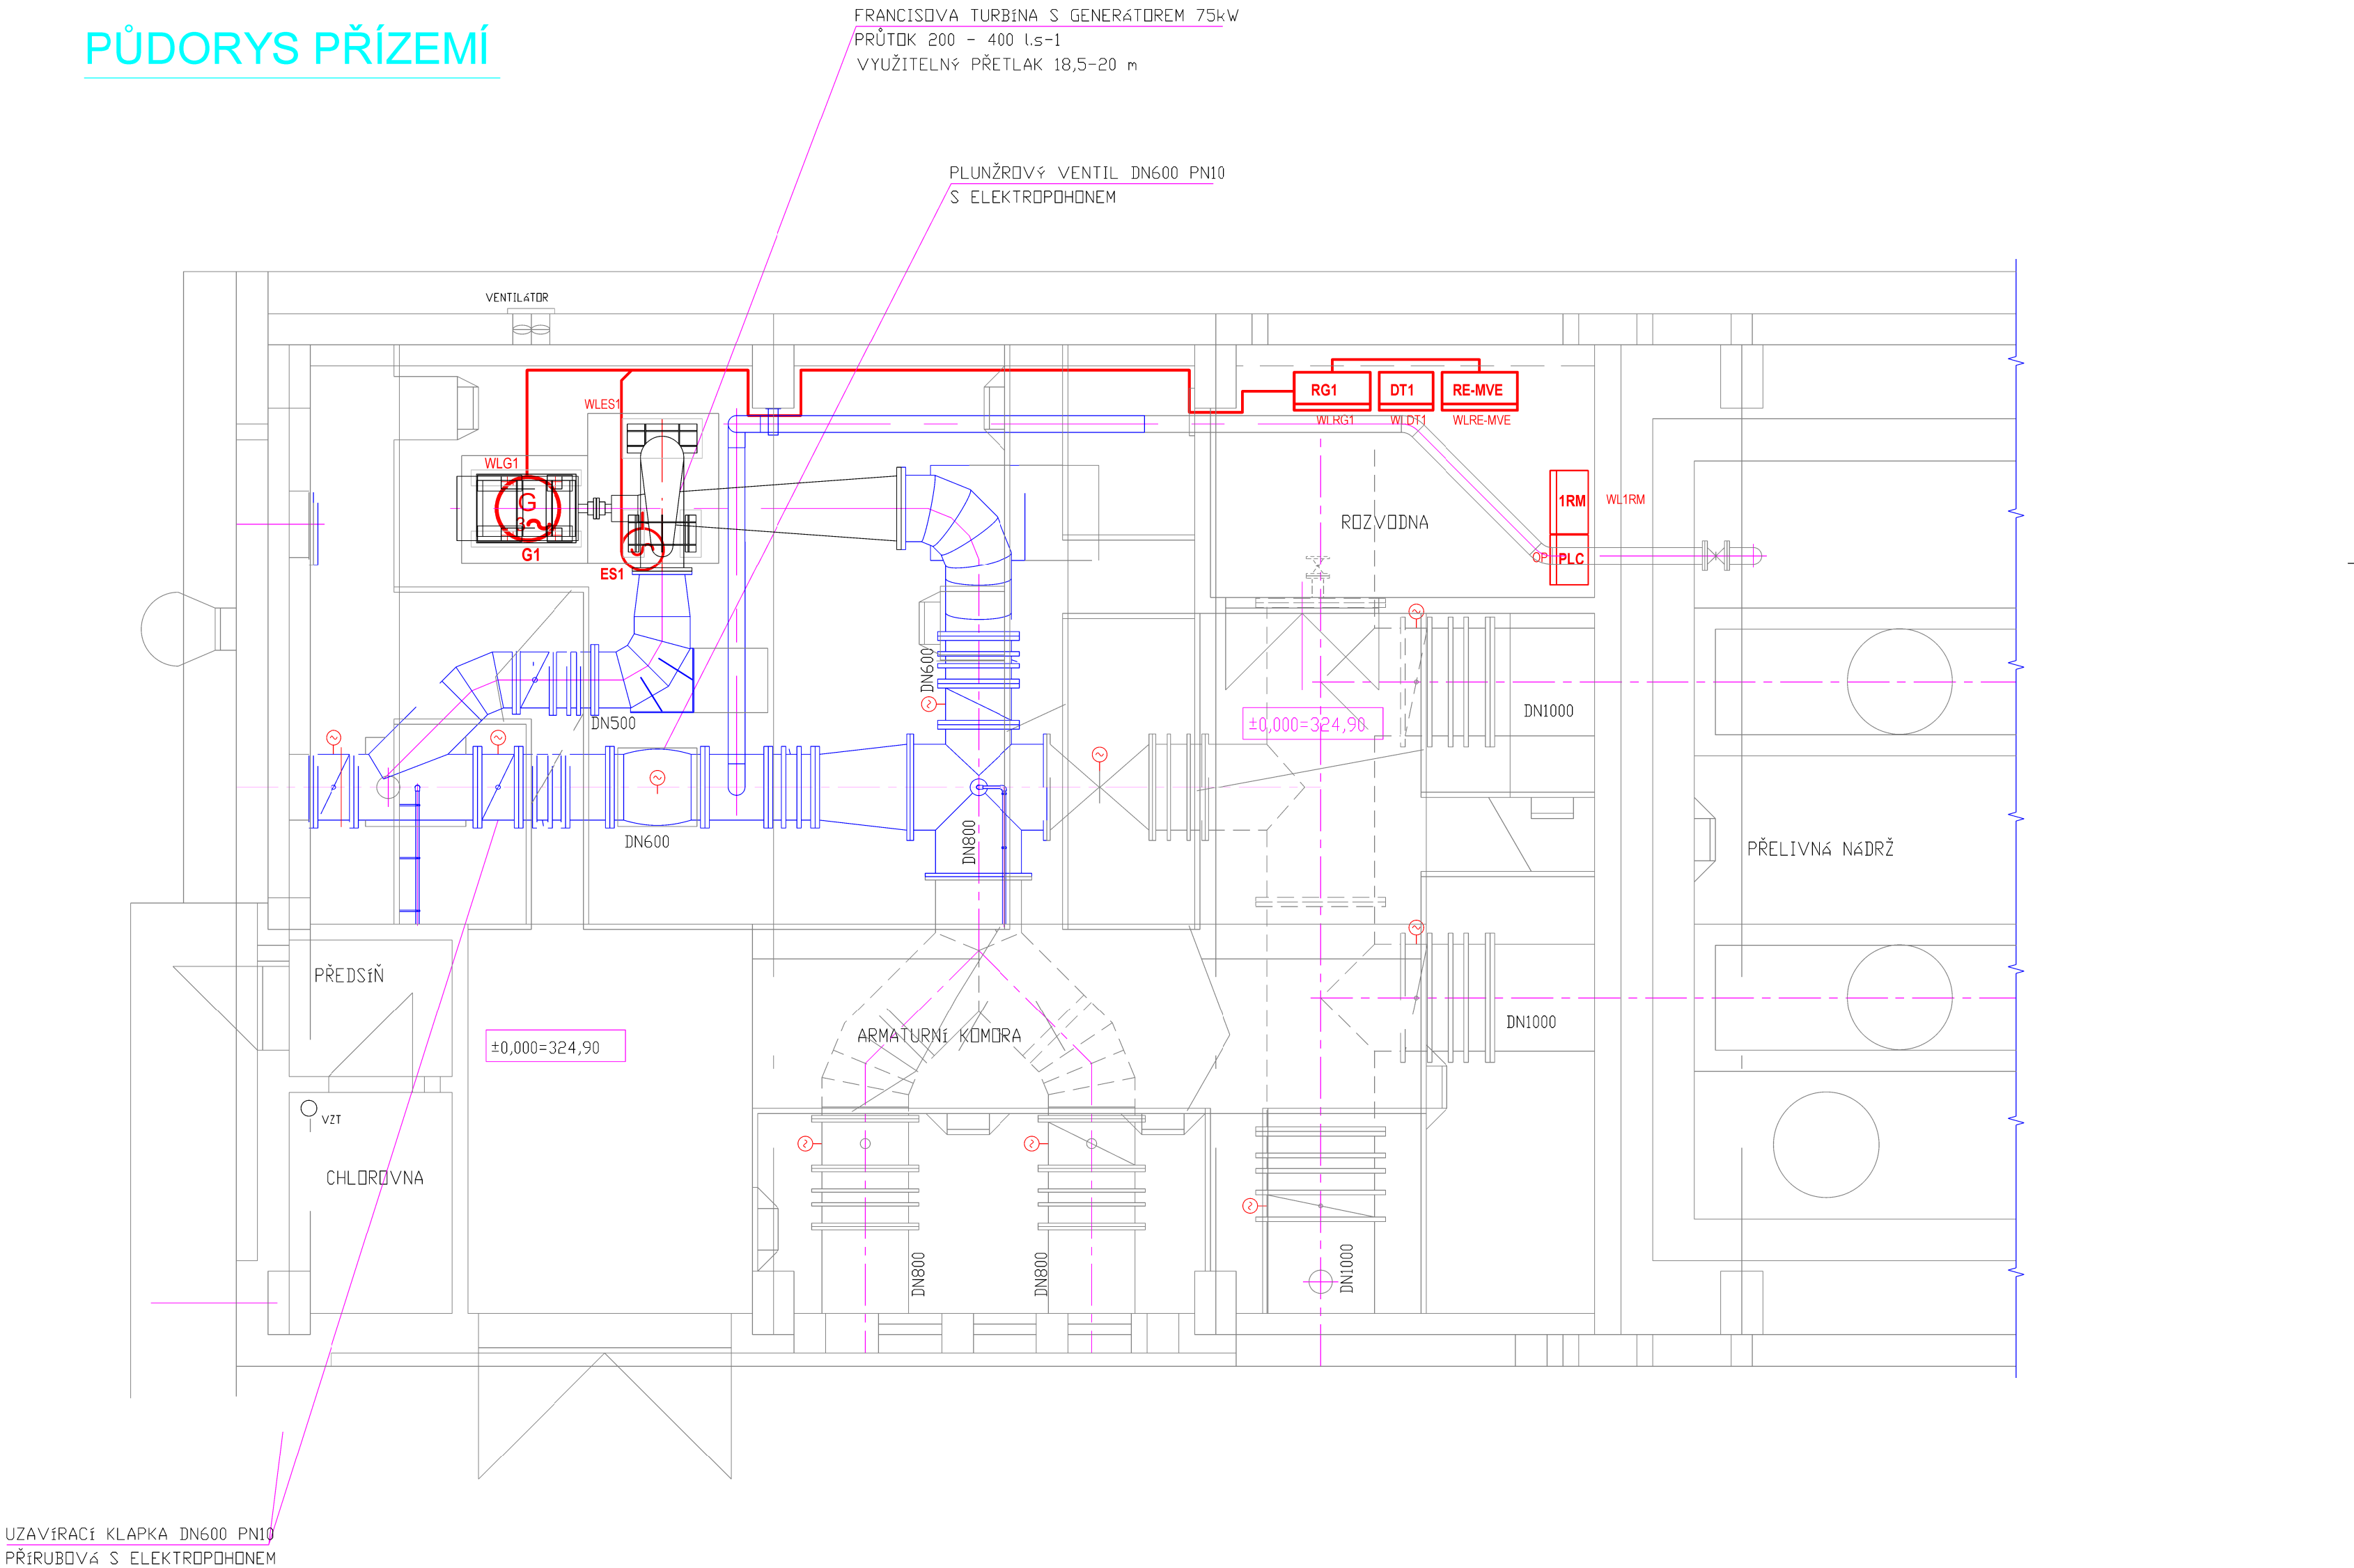 PŮDORYS PŘÍZEMÍ
FRANCISOVA TURBÍNA S GENERÁTOREM 75kW
PRŮTOK 200 - 400 l.s-1
VYUŽITELNÝ PŘETLAK 18,5-20 m
PLUNŽROVÝ VENTIL DN600 PN10
S ELEKTROPOHONEM
VENTILÁTOR
WLES1
WLG1
G
3
G1
ES1
RG1
DT1
RE-MVE
WLRG1
WLDT1
WLRE-MVE
1RM
WL1RM
OP
PLC
ROZVODNA
DN600
DN500
DN600
DN800
±0,000=324,90
DN1000
PŘELIVNÁ NÁDRŽ
PŘEDSÍŇ
±0,000=324,90
ARMATURNÍ KOMORA
DN1000
VZT
CHLOROVNA
DN800
DN800
DN1000
UZAVÍRACÍ KLAPKA DN600 PN10
PŘÍRUBOVÁ S ELEKTROPOHONEM